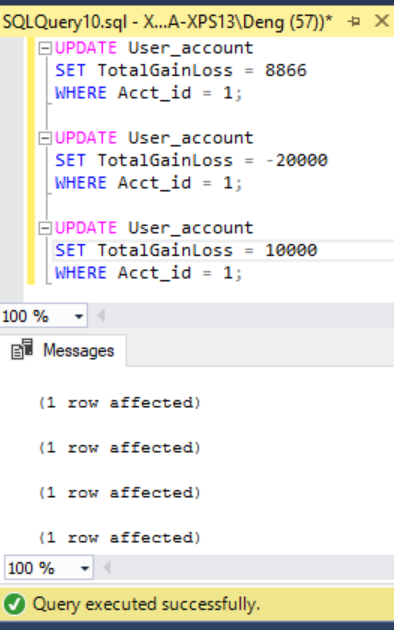 SQLQuery10.sql - X...A-XPS13\Deng (57))*
UPDATE User_account
SET TotalGainLoss = 8866
WHERE Acct_id = 1;
UPDATE User_account
SET TotalGainLoss = -20000
WHERE Acct_id = 1;
UPDATE User_account
SET TotalGainLoss = 10000
WHERE Acct_id = 1;
100 %
Messages
(1 row affected)
(1 row affected)
(1 row affected)
(1 row affected)
100 %
Query executed successfully.